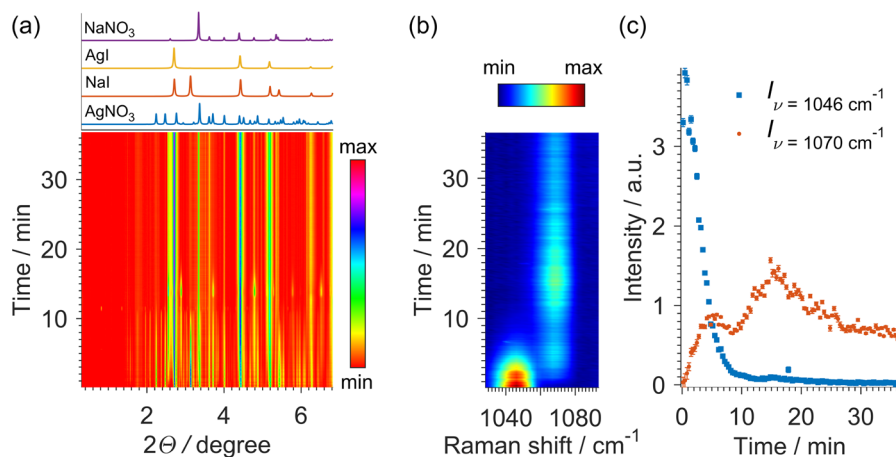 (a)
NaNO₃
AgI
NaI
AgNO₃
max
min
Time / min
30
20
10
2
4
6
2Θ / degree
(b)
min
max
Time / min
30
20
10
1040
1080
Raman shift / cm⁻¹
(c)
I ν = 1046 cm⁻¹
I ν = 1070 cm⁻¹
Intensity / a.u.
3
2
1
0
0
10
20
30
Time / min